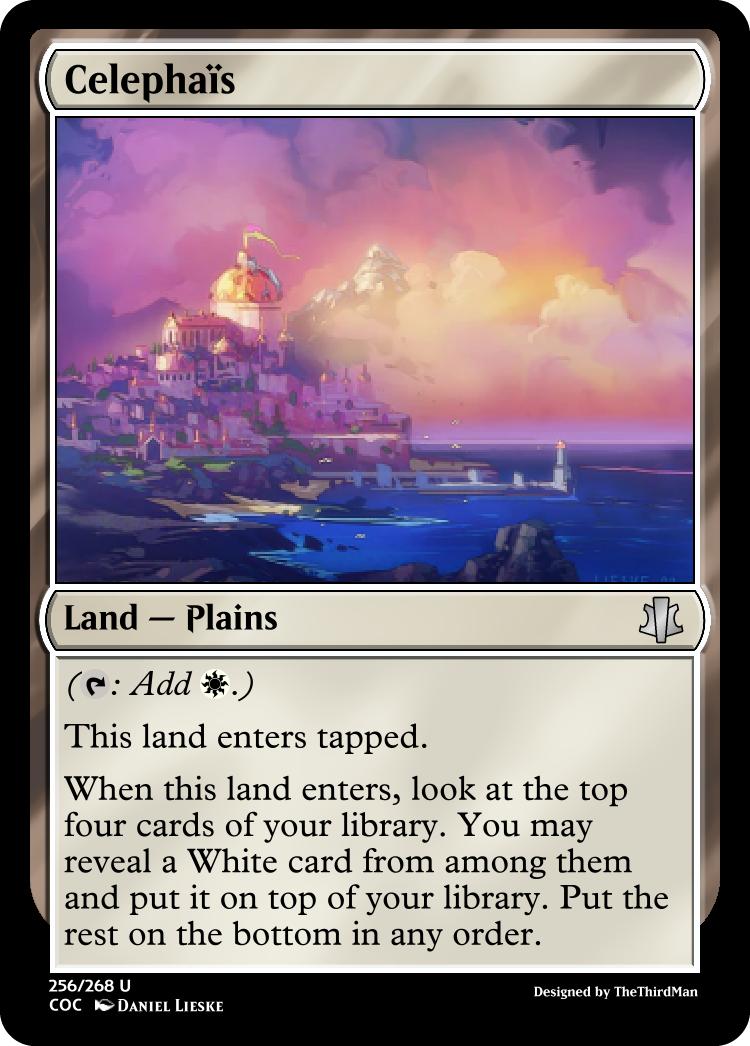 Celephaïs
LIESKE
Land — Plains
(: Add .)
This land enters tapped.
When this land enters, look at the top
four cards of your library. You may
reveal a White card from among them
and put it on top of your library. Put the
rest on the bottom in any order.
256/268 U
COC DANIEL LIESKE
Designed by TheThirdMan